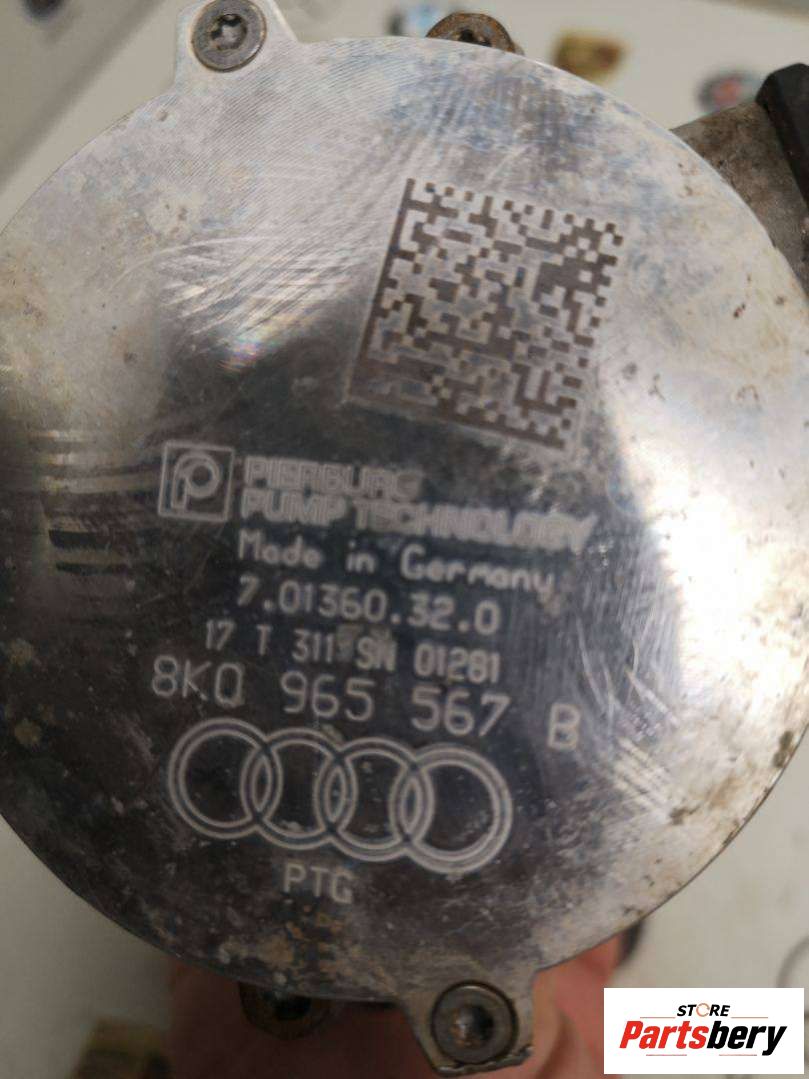 PIERBURG
PUMP TECHNOLOGY
Made in Germany
7.01360.32.0
17 T 311 SN 01281
8K0 965 567 B
PTG
STORE
Partsbery